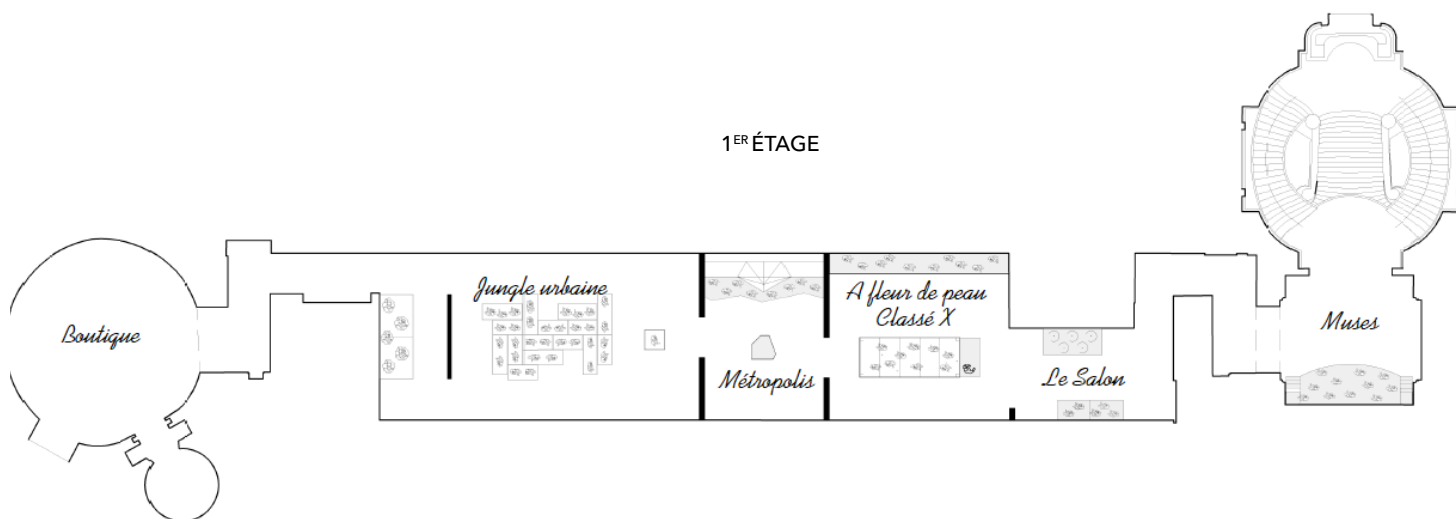 1ER ÉTAGE
Jungle urbaine
A fleur de peau
Classé X
Boutique
Muses
Métropolis
Le Salon